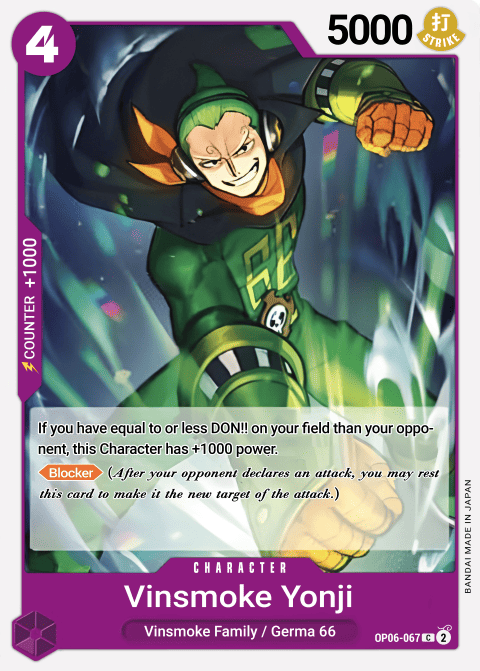 4
5000
打
STRIKE
COUNTER +1000
66
If you have equal to or less DON!! on your field than your oppo-
nent, this Character has +1000 power.
Blocker (After your opponent declares an attack, you may rest
this card to make it the new target of the attack.)
BANDAI MADE IN JAPAN
CHARACTER
Vinsmoke Yonji
Vinsmoke Family / Germa 66
OP06-067 C 2